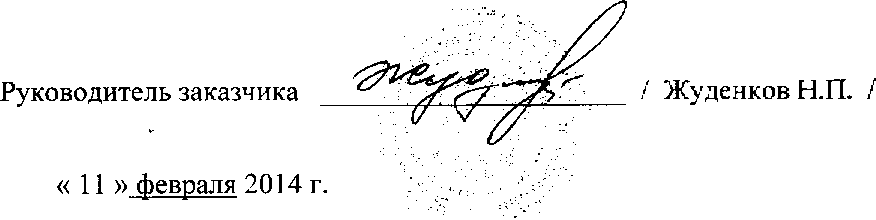 Руководитель заказчика / Жуденков Н.П. /
« 11 » февраля 2014 г.